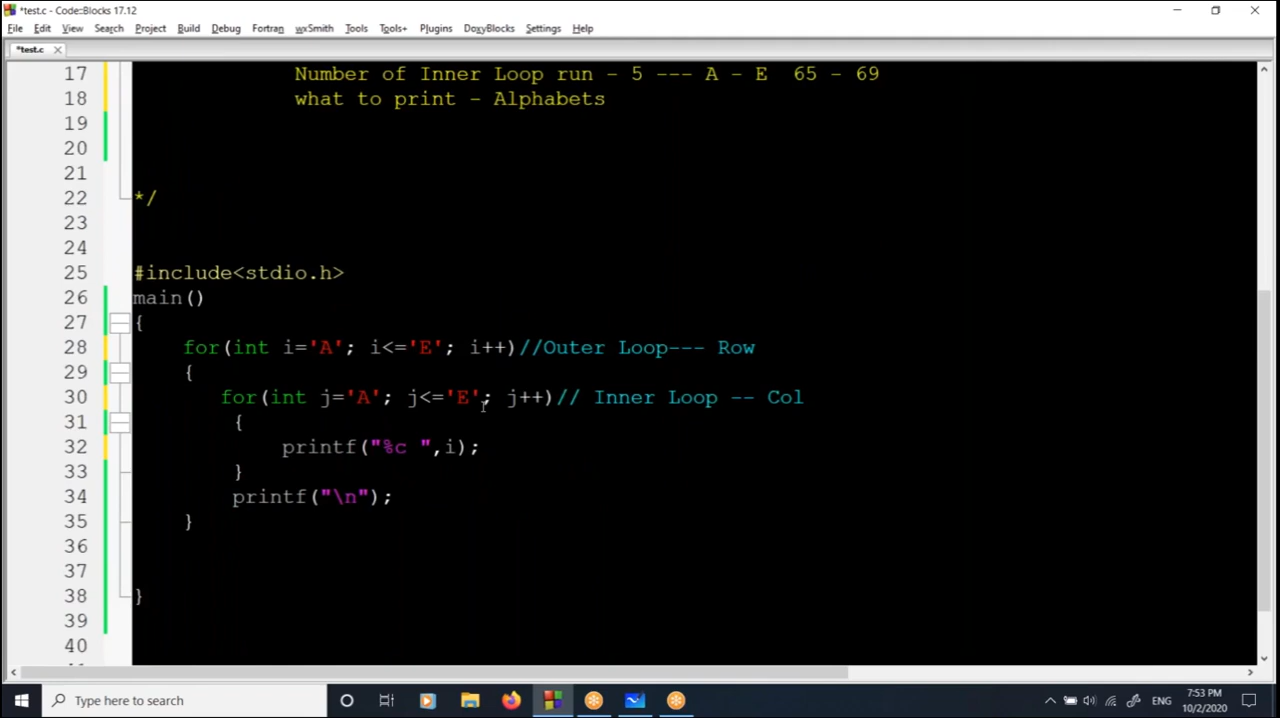 *test.c - Code::Blocks 17.12
File Edit View Search Project Build Debug Fortran wxSmith Tools Tools+ Plugins DoxyBlocks Settings Help
*test.c
17 Number of Inner Loop run - 5 --- A - E 65 - 69
18 what to print - Alphabets
19
20
21
22 */
23
24
25 #include<stdio.h>
26 main()
27 {
28 for(int i='A'; i<='E'; i++)//Outer Loop--- Row
29 {
30 for(int j='A'; j<='E'; j++)// Inner Loop -- Col
31 {
32 printf("%c ",i);
33 }
34 printf("\n");
35 }
36
37
38 }
39
40
Type here to search
ENG
7:53 PM
10/2/2020